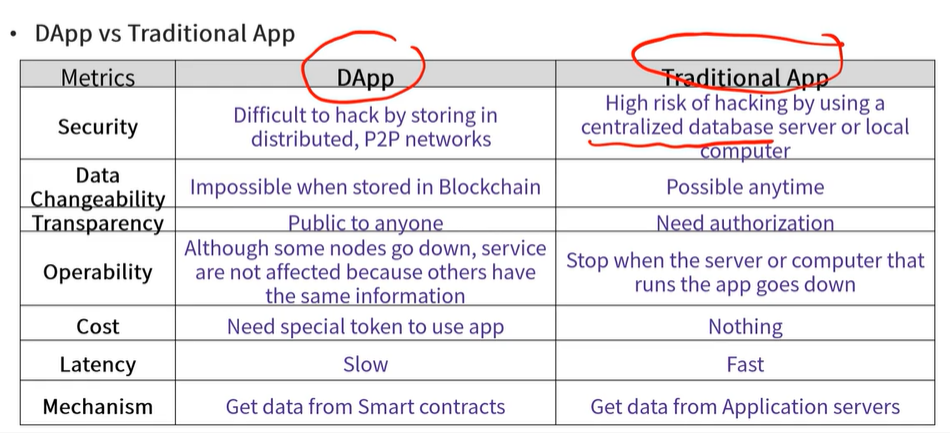 • DApp vs Traditional App
Metrics DApp Traditional App
Security Difficult to hack by storing in distributed, P2P networks High risk of hacking by using a centralized database server or local computer
Data Changeability Impossible when stored in Blockchain Possible anytime
Transparency Public to anyone Need authorization
Operability Although some nodes go down, service are not affected because others have the same information Stop when the server or computer that runs the app goes down
Cost Need special token to use app Nothing
Latency Slow Fast
Mechanism Get data from Smart contracts Get data from Application servers